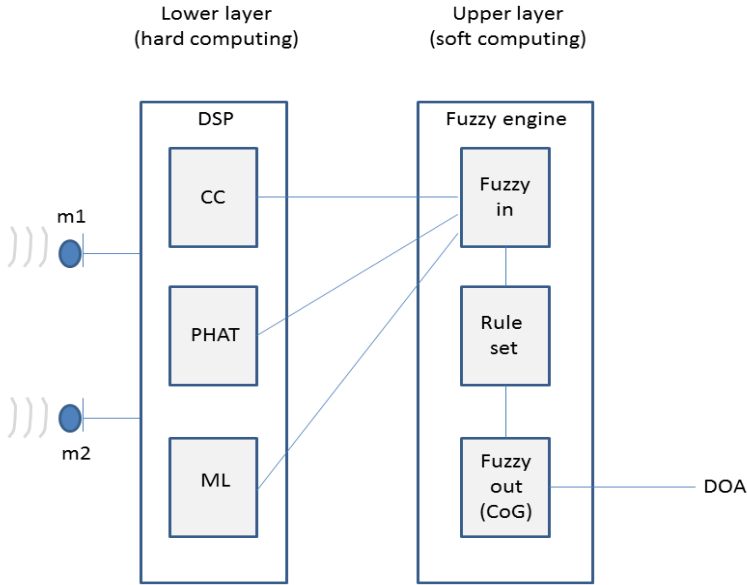 Lower layer
(hard computing)
Upper layer
(soft computing)
DSP
Fuzzy engine
CC
Fuzzy
in
m1
PHAT
Rule
set
m2
ML
Fuzzy
out
(CoG)
DOA